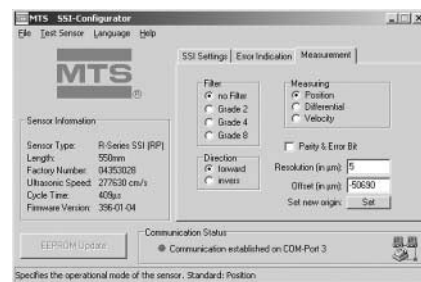 MTS SSI-Configurator
File Test Sensor Language Help
SSI Settings Error Indication Measurement
MTS
®
Filter
no Filter
Grade 2
Grade 4
Grade 8
Measuring
Position
Differential
Velocity
Parity & Error Bit
Direction
forward
invers
Resolution (in µm): 5
Offset (in µm): -50690
Set new origin: Set
Sensor Information
Sensor Type: R-Series SSI (RP)
Length: 550mm
Factory Number: 04353028
Ultrasonic Speed: 277630 cm/s
Cycle Time: 409µs
Firmware Version: 396-01-04
EEPROM Update
Communication Status
Communication established on COM-Port 3
Specifies the operational mode of the sensor. Standard: Position